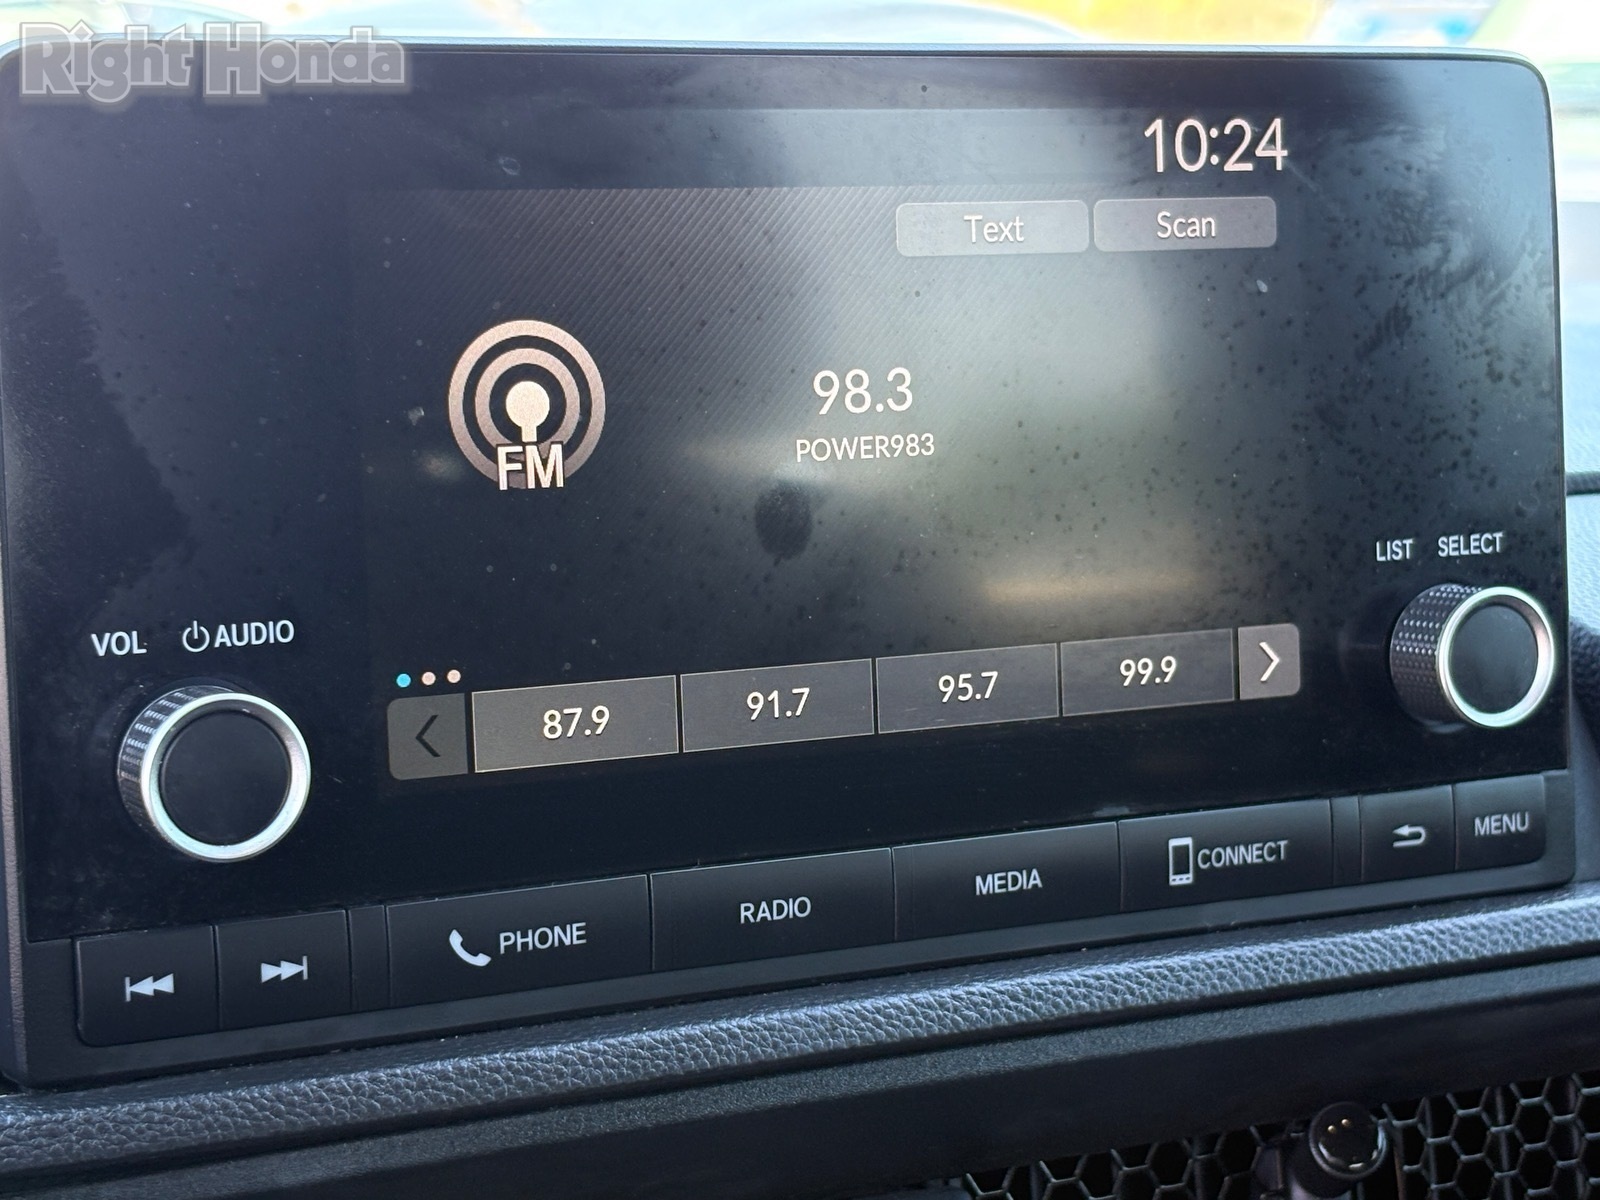 Right Honda
10:24
Text Scan
98.3
POWER983
FM
LIST SELECT
VOL AUDIO
87.9 91.7 95.7 99.9
PHONE RADIO MEDIA CONNECT MENU